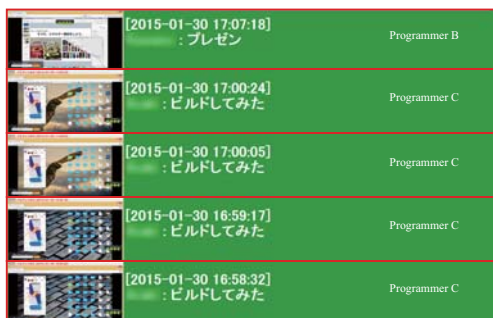 [2015-01-30 17:07:18]
: プレゼン
Programmer B
[2015-01-30 17:00:24]
: ビルドしてみた
Programmer C
[2015-01-30 17:00:05]
: ビルドしてみた
Programmer C
[2015-01-30 16:59:17]
: ビルドしてみた
Programmer C
[2015-01-30 16:58:32]
: ビルドしてみた
Programmer C